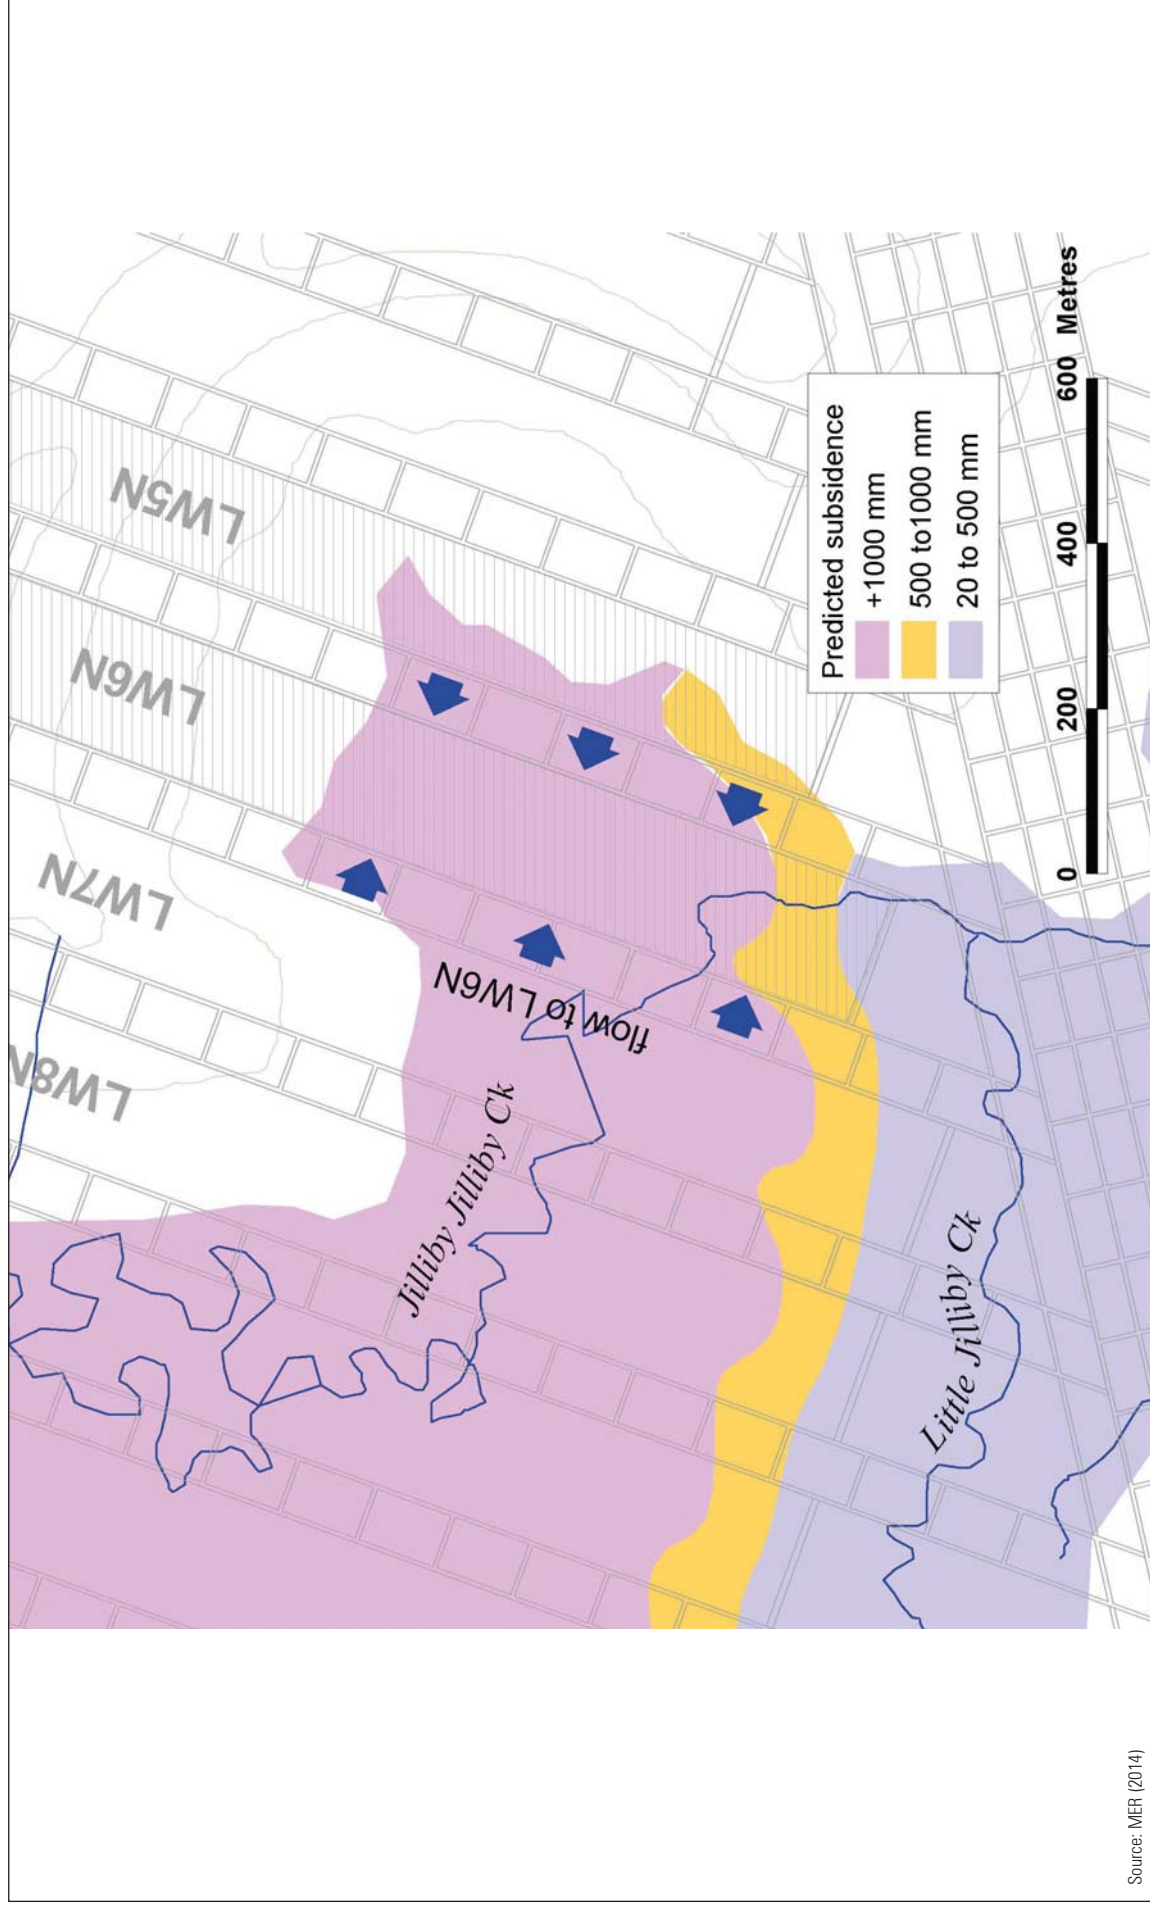 LW5N
LW6N
LW7N
LW8N
flow to LW6N
Jilliby Jilliby Ck
Little Jilliby Ck
Predicted subsidence
+1000 mm
500 to1000 mm
20 to 500 mm
0 200 400 600 Metres
Source: MER (2014)